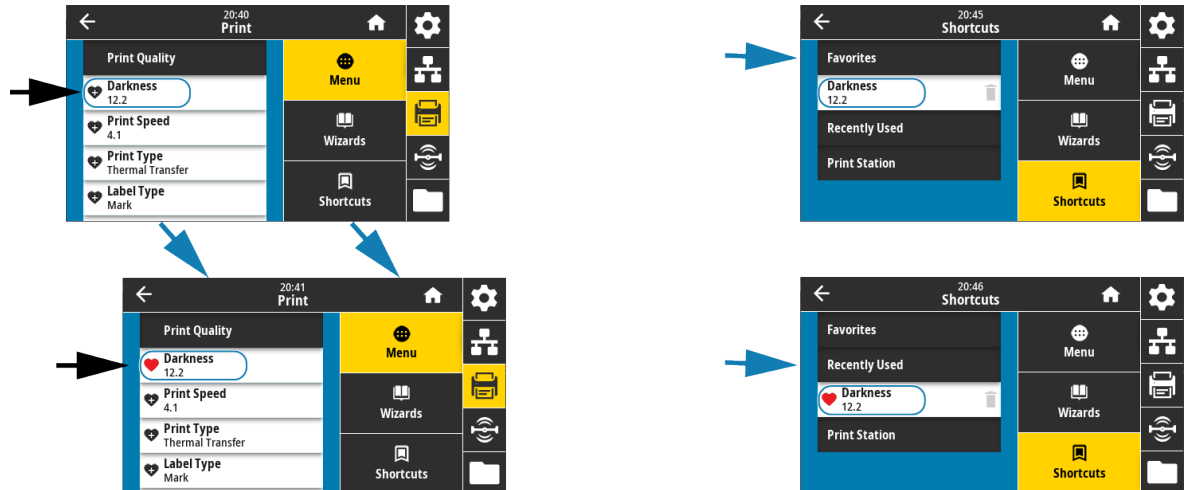 20:40
Print
Print Quality
Darkness
12.2
Print Speed
4.1
Print Type
Thermal Transfer
Label Type
Mark
Menu
Wizards
Shortcuts
20:45
Shortcuts
Favorites
Darkness
12.2
Recently Used
Print Station
Menu
Wizards
Shortcuts
20:41
Print
Print Quality
Darkness
12.2
Print Speed
4.1
Print Type
Thermal Transfer
Label Type
Mark
Menu
Wizards
Shortcuts
20:46
Shortcuts
Favorites
Recently Used
Darkness
12.2
Print Station
Menu
Wizards
Shortcuts